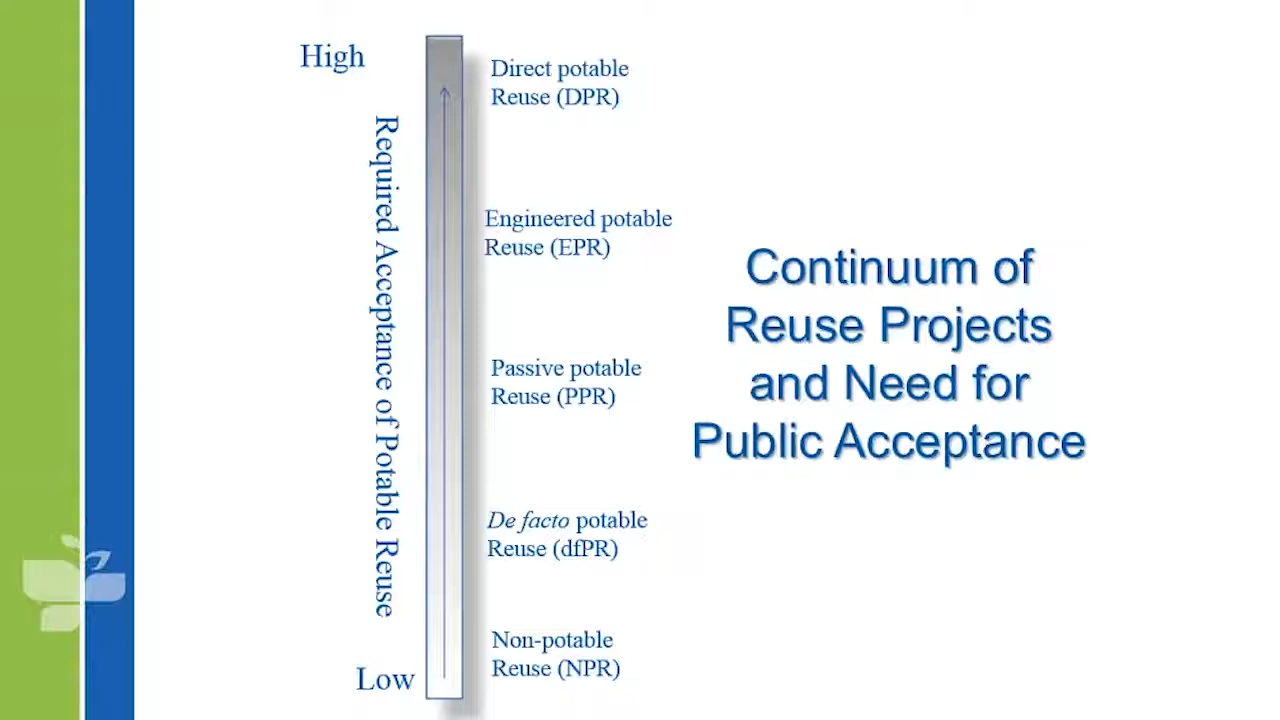 High
Required Acceptance of Potable Reuse
Low
Direct potable
Reuse (DPR)
Engineered potable
Reuse (EPR)
Passive potable
Reuse (PPR)
De facto potable
Reuse (dfPR)
Non-potable
Reuse (NPR)
Continuum of
Reuse Projects
and Need for
Public Acceptance